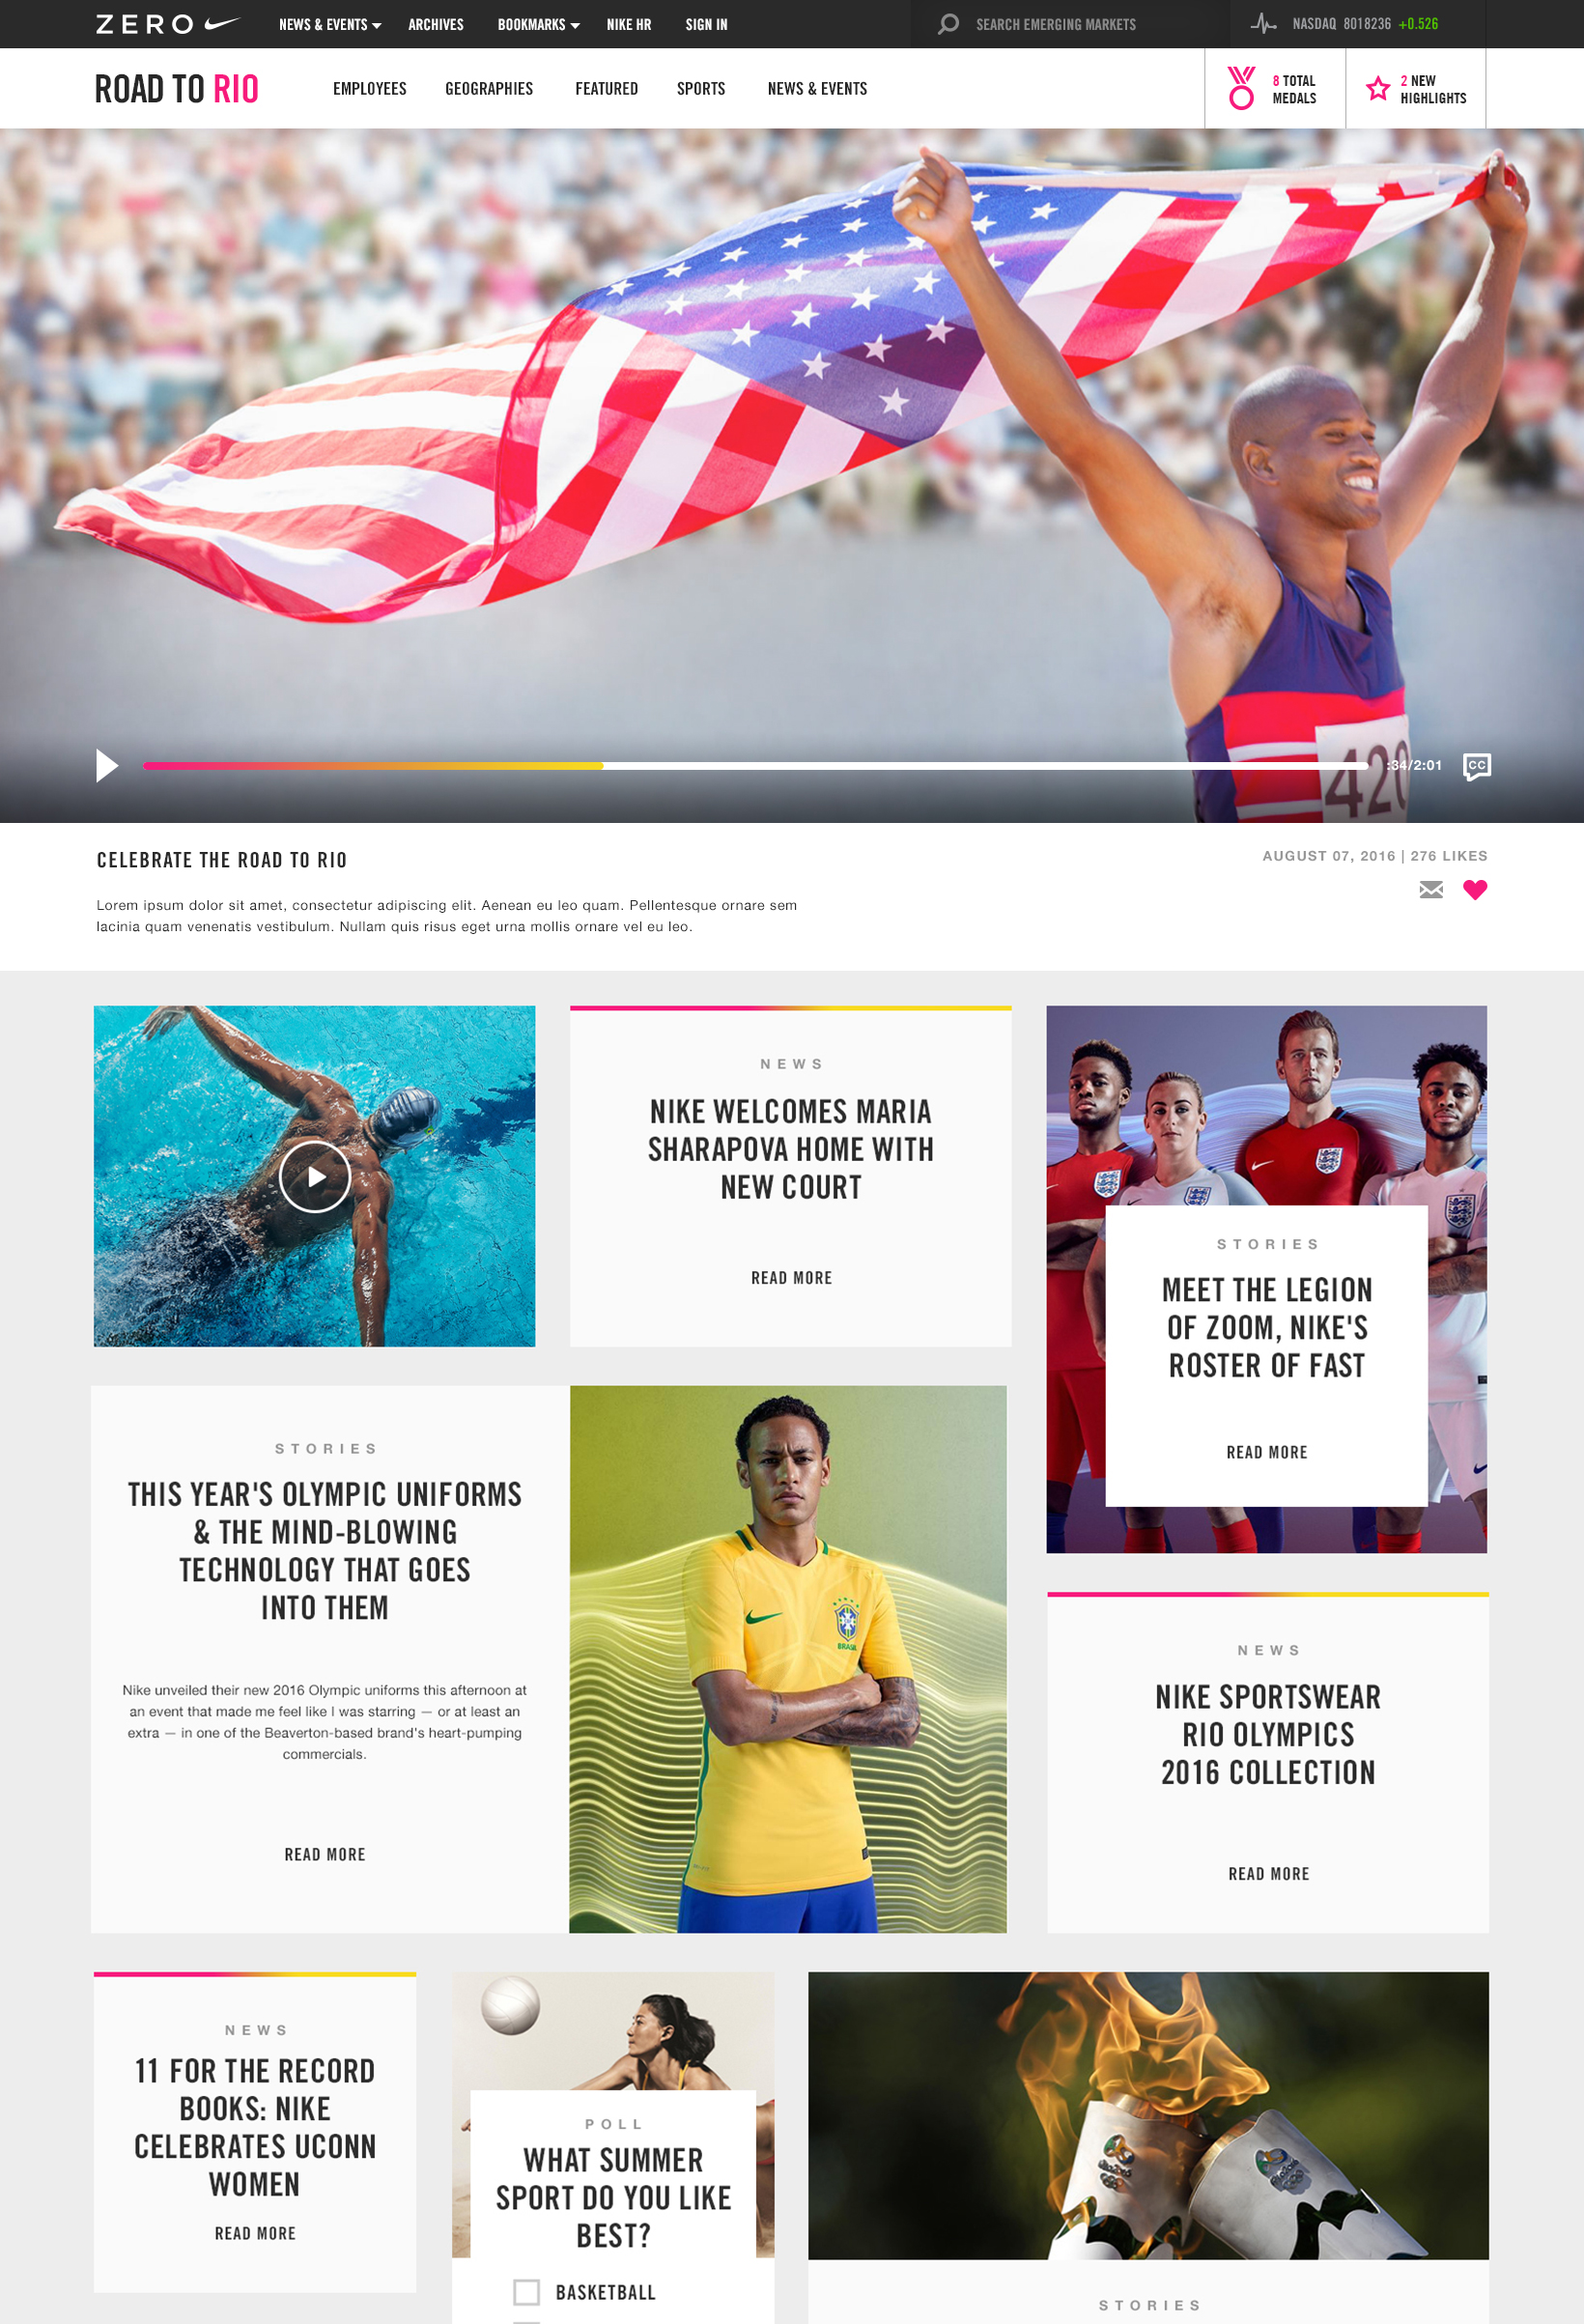 ZERO
NEWS & EVENTS
ARCHIVES
BOOKMARKS
NIKE HR
SIGN IN
SEARCH EMERGING MARKETS
NASDAQ 8018236 +0.526
ROAD TO RIO
EMPLOYEES
GEOGRAPHIES
FEATURED
SPORTS
NEWS & EVENTS
8 TOTAL
MEDALS
2 NEW
HIGHLIGHTS
:34/2:01
CC
420
CELEBRATE THE ROAD TO RIO
AUGUST 07, 2016 | 276 LIKES
Lorem ipsum dolor sit amet, consectetur adipiscing elit. Aenean eu leo quam. Pellentesque ornare sem
lacinia quam venenatis vestibulum. Nullam quis risus eget urna mollis ornare vel eu leo.
NEWS
NIKE WELCOMES MARIA
SHARAPOVA HOME WITH
NEW COURT
READ MORE
STORIES
MEET THE LEGION
OF ZOOM, NIKE'S
ROSTER OF FAST
READ MORE
STORIES
THIS YEAR'S OLYMPIC UNIFORMS
& THE MIND-BLOWING
TECHNOLOGY THAT GOES
INTO THEM
Nike unveiled their new 2016 Olympic uniforms this afternoon at
an event that made me feel like I was starring — or at least an
extra — in one of the Beaverton-based brand's heart-pumping
commercials.
READ MORE
BRASIL
NEWS
NIKE SPORTSWEAR
RIO OLYMPICS
2016 COLLECTION
READ MORE
NEWS
11 FOR THE RECORD
BOOKS: NIKE
CELEBRATES UCONN
WOMEN
READ MORE
POLL
WHAT SUMMER
SPORT DO YOU LIKE
BEST?
BASKETBALL
STORIES